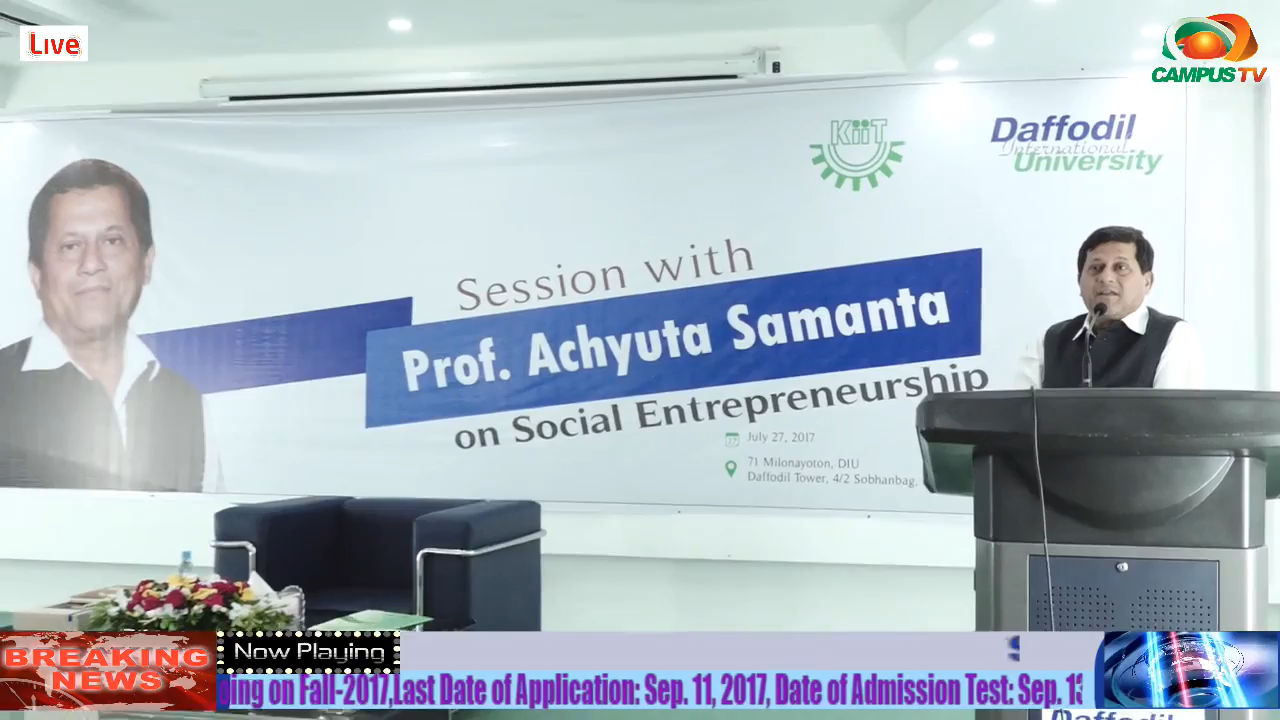 Live
CAMPUS TV
KiiT
Daffodil
International
University
Session with
Prof. Achyuta Samanta
on Social Entrepreneurship
July 27, 2017
71 Milonayoton, DIU
Daffodil Tower, 4/2 Sobhanbag,
BREAKING
NEWS
Now Playing
on Fall-2017,Last Date of Application: Sep. 11, 2017, Date of Admission Test: Sep.
Daffodil